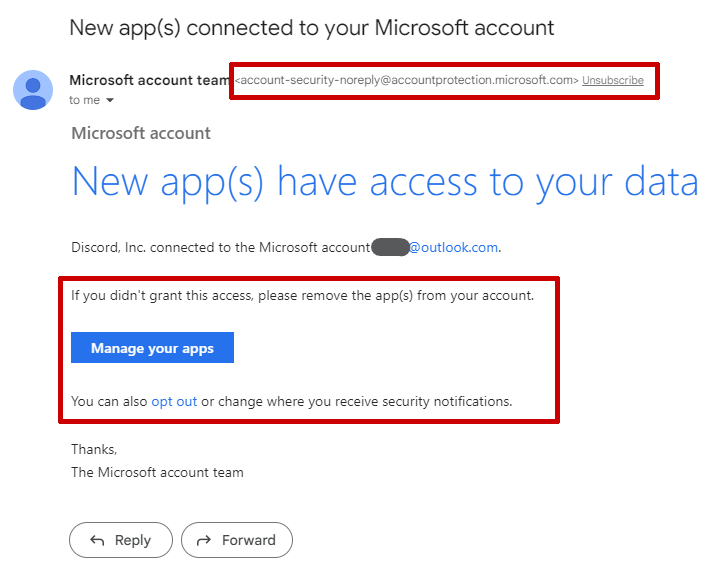 New app(s) connected to your Microsoft account
Microsoft account team <account-security-noreply@accountprotection.microsoft.com> Unsubscribe
to me
Microsoft account
New app(s) have access to your data
Discord, Inc. connected to the Microsoft account @outlook.com.
If you didn't grant this access, please remove the app(s) from your account.
Manage your apps
You can also opt out or change where you receive security notifications.
Thanks,
The Microsoft account team
Reply Forward